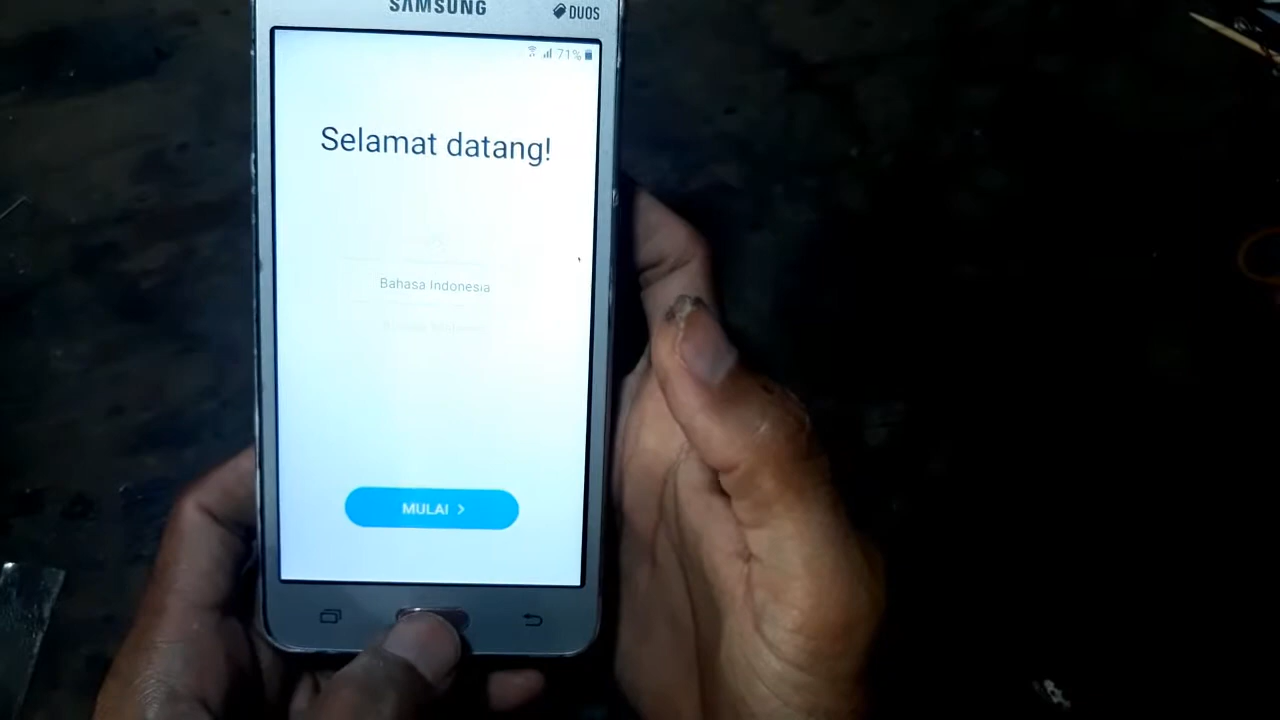 SAMSUNG
DUOS
71%
Selamat datang!
Bahasa Indonesia
MULAI >